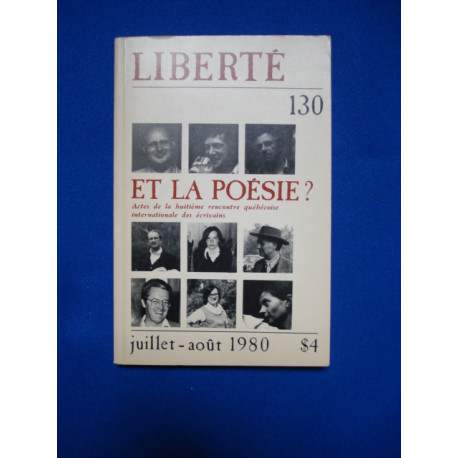 LIBERTÉ
130
ET LA POÉSIE?
Actes de la huitième rencontre québécoise
internationale des écrivains
juillet-août 1980 $4